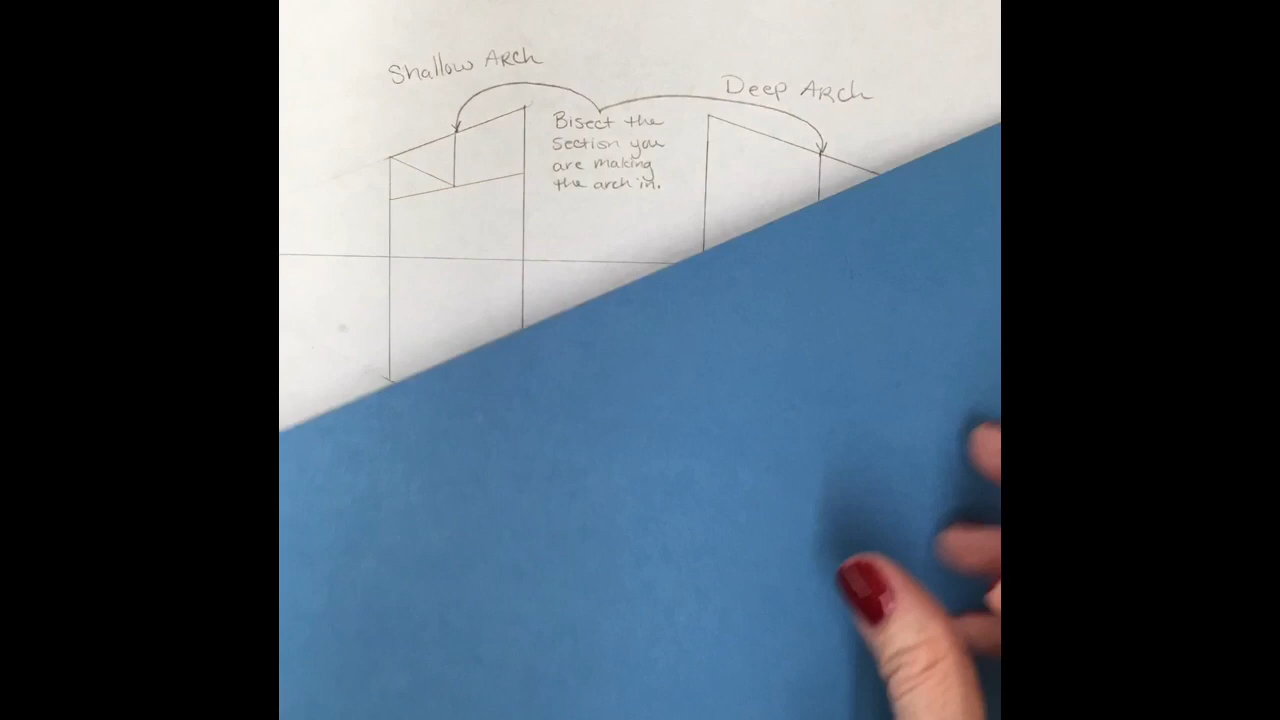 Shallow Arch
Deep Arch
Bisect the
Section you
are making
the arch in.